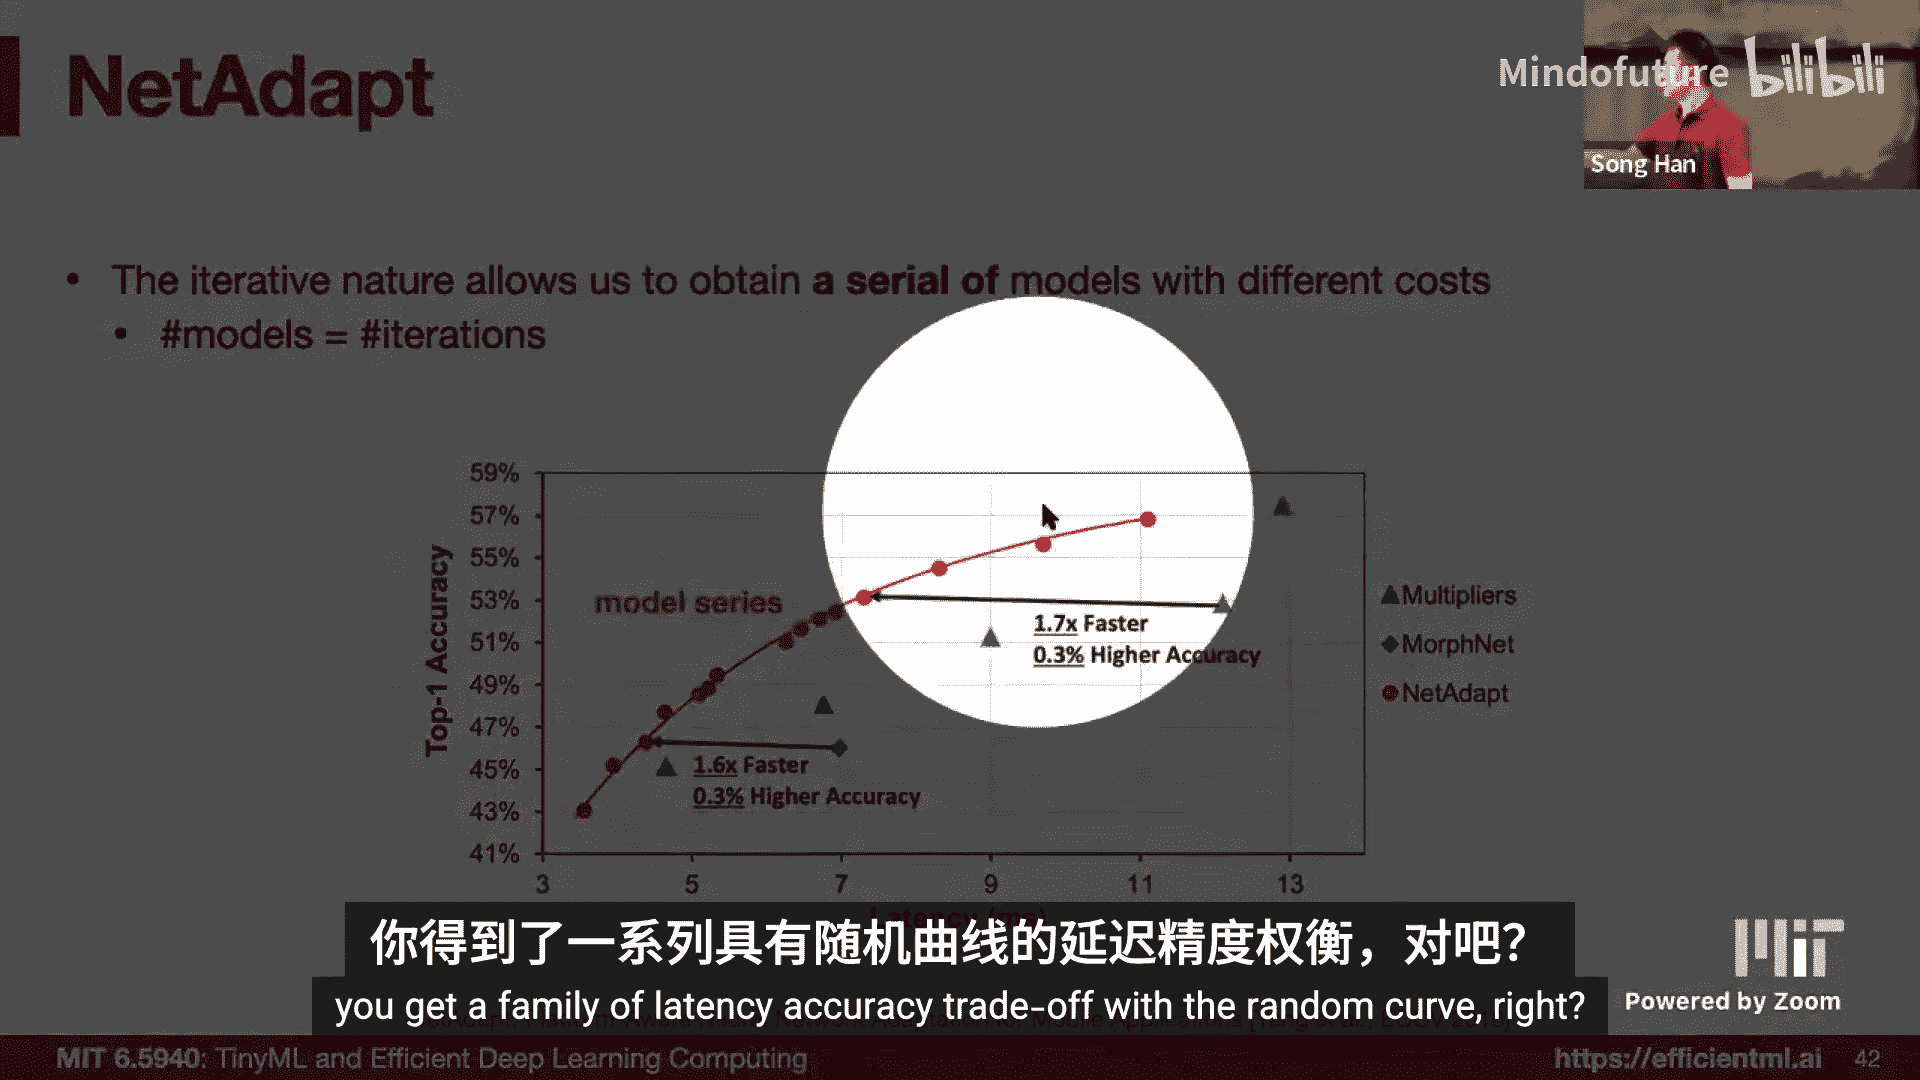 NetAdapt
Mindofuture bilibili
Song Han
• The iterative nature allows us to obtain a serial of models with different costs
• #models = #iterations
59%
57%
55%
53%
51%
49%
47%
45%
43%
41%
Top-1 Accuracy
model series
1.7x Faster
0.3% Higher Accuracy
1.6x Faster
0.3% Higher Accuracy
Multipliers
MorphNet
NetAdapt
3 5 7 9 11 13
Latency (ms)
你得到了一系列具有随机曲线的延迟精度权衡，对吧？
you get a family of latency accuracy trade-off with the random curve, right?
MIT
Powered by Zoom
MIT 6.5940: TinyML and Efficient Deep Learning Computing
https://efficientml.ai 42